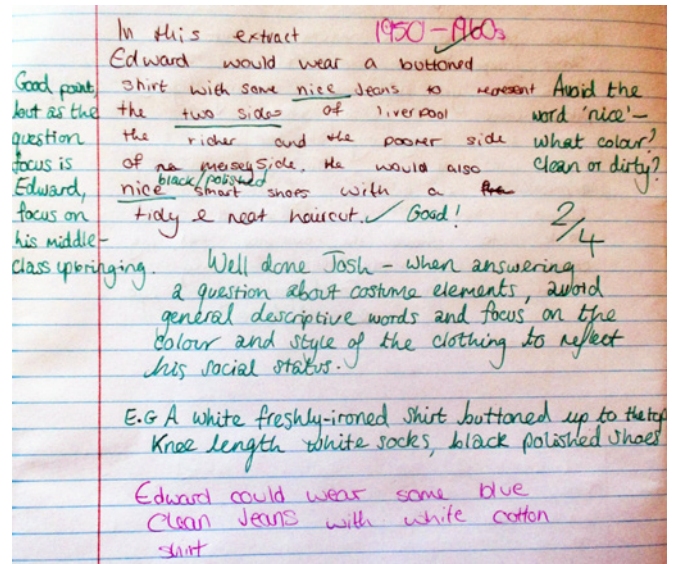 In this extract 1950 - 1960s
Edward would wear a buttoned
shirt with some nice Jeans to represent
the two sides of liverpool
the richer and the poorer side
of merseyside. He would also
nice black/polished smart shoes with a
tidy & neat haircut. ✓ Good!
Good point,
but as the
question
focus is
Edward,
focus on
his middle-
class upbringing.
Avoid the
word 'nice' -
what colour?
Clean or dirty?
2/4
Well done Josh - when answering
a question about costume elements, avoid
general descriptive words and focus on the
colour and style of the clothing to reflect
his social status.
E.G A white freshly-ironed shirt buttoned up to the top
Knee length white socks, black polished shoes
Edward could wear some blue
Clean Jeans with white cotton
shirt